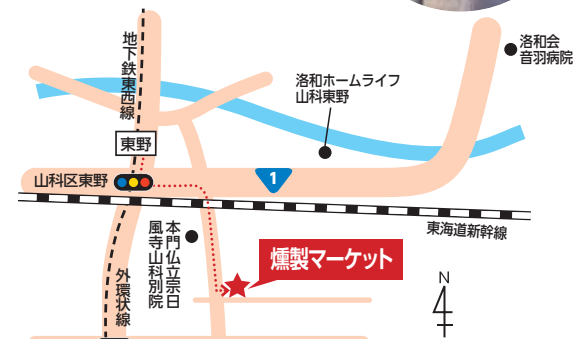 地下鉄東西線
洛和会
音羽病院
洛和ホームライフ
山科東野
東野
山科区東野
1
東海道新幹線
本門仏立宗日
風寺山科別院
燻製マーケット
外環状線
N